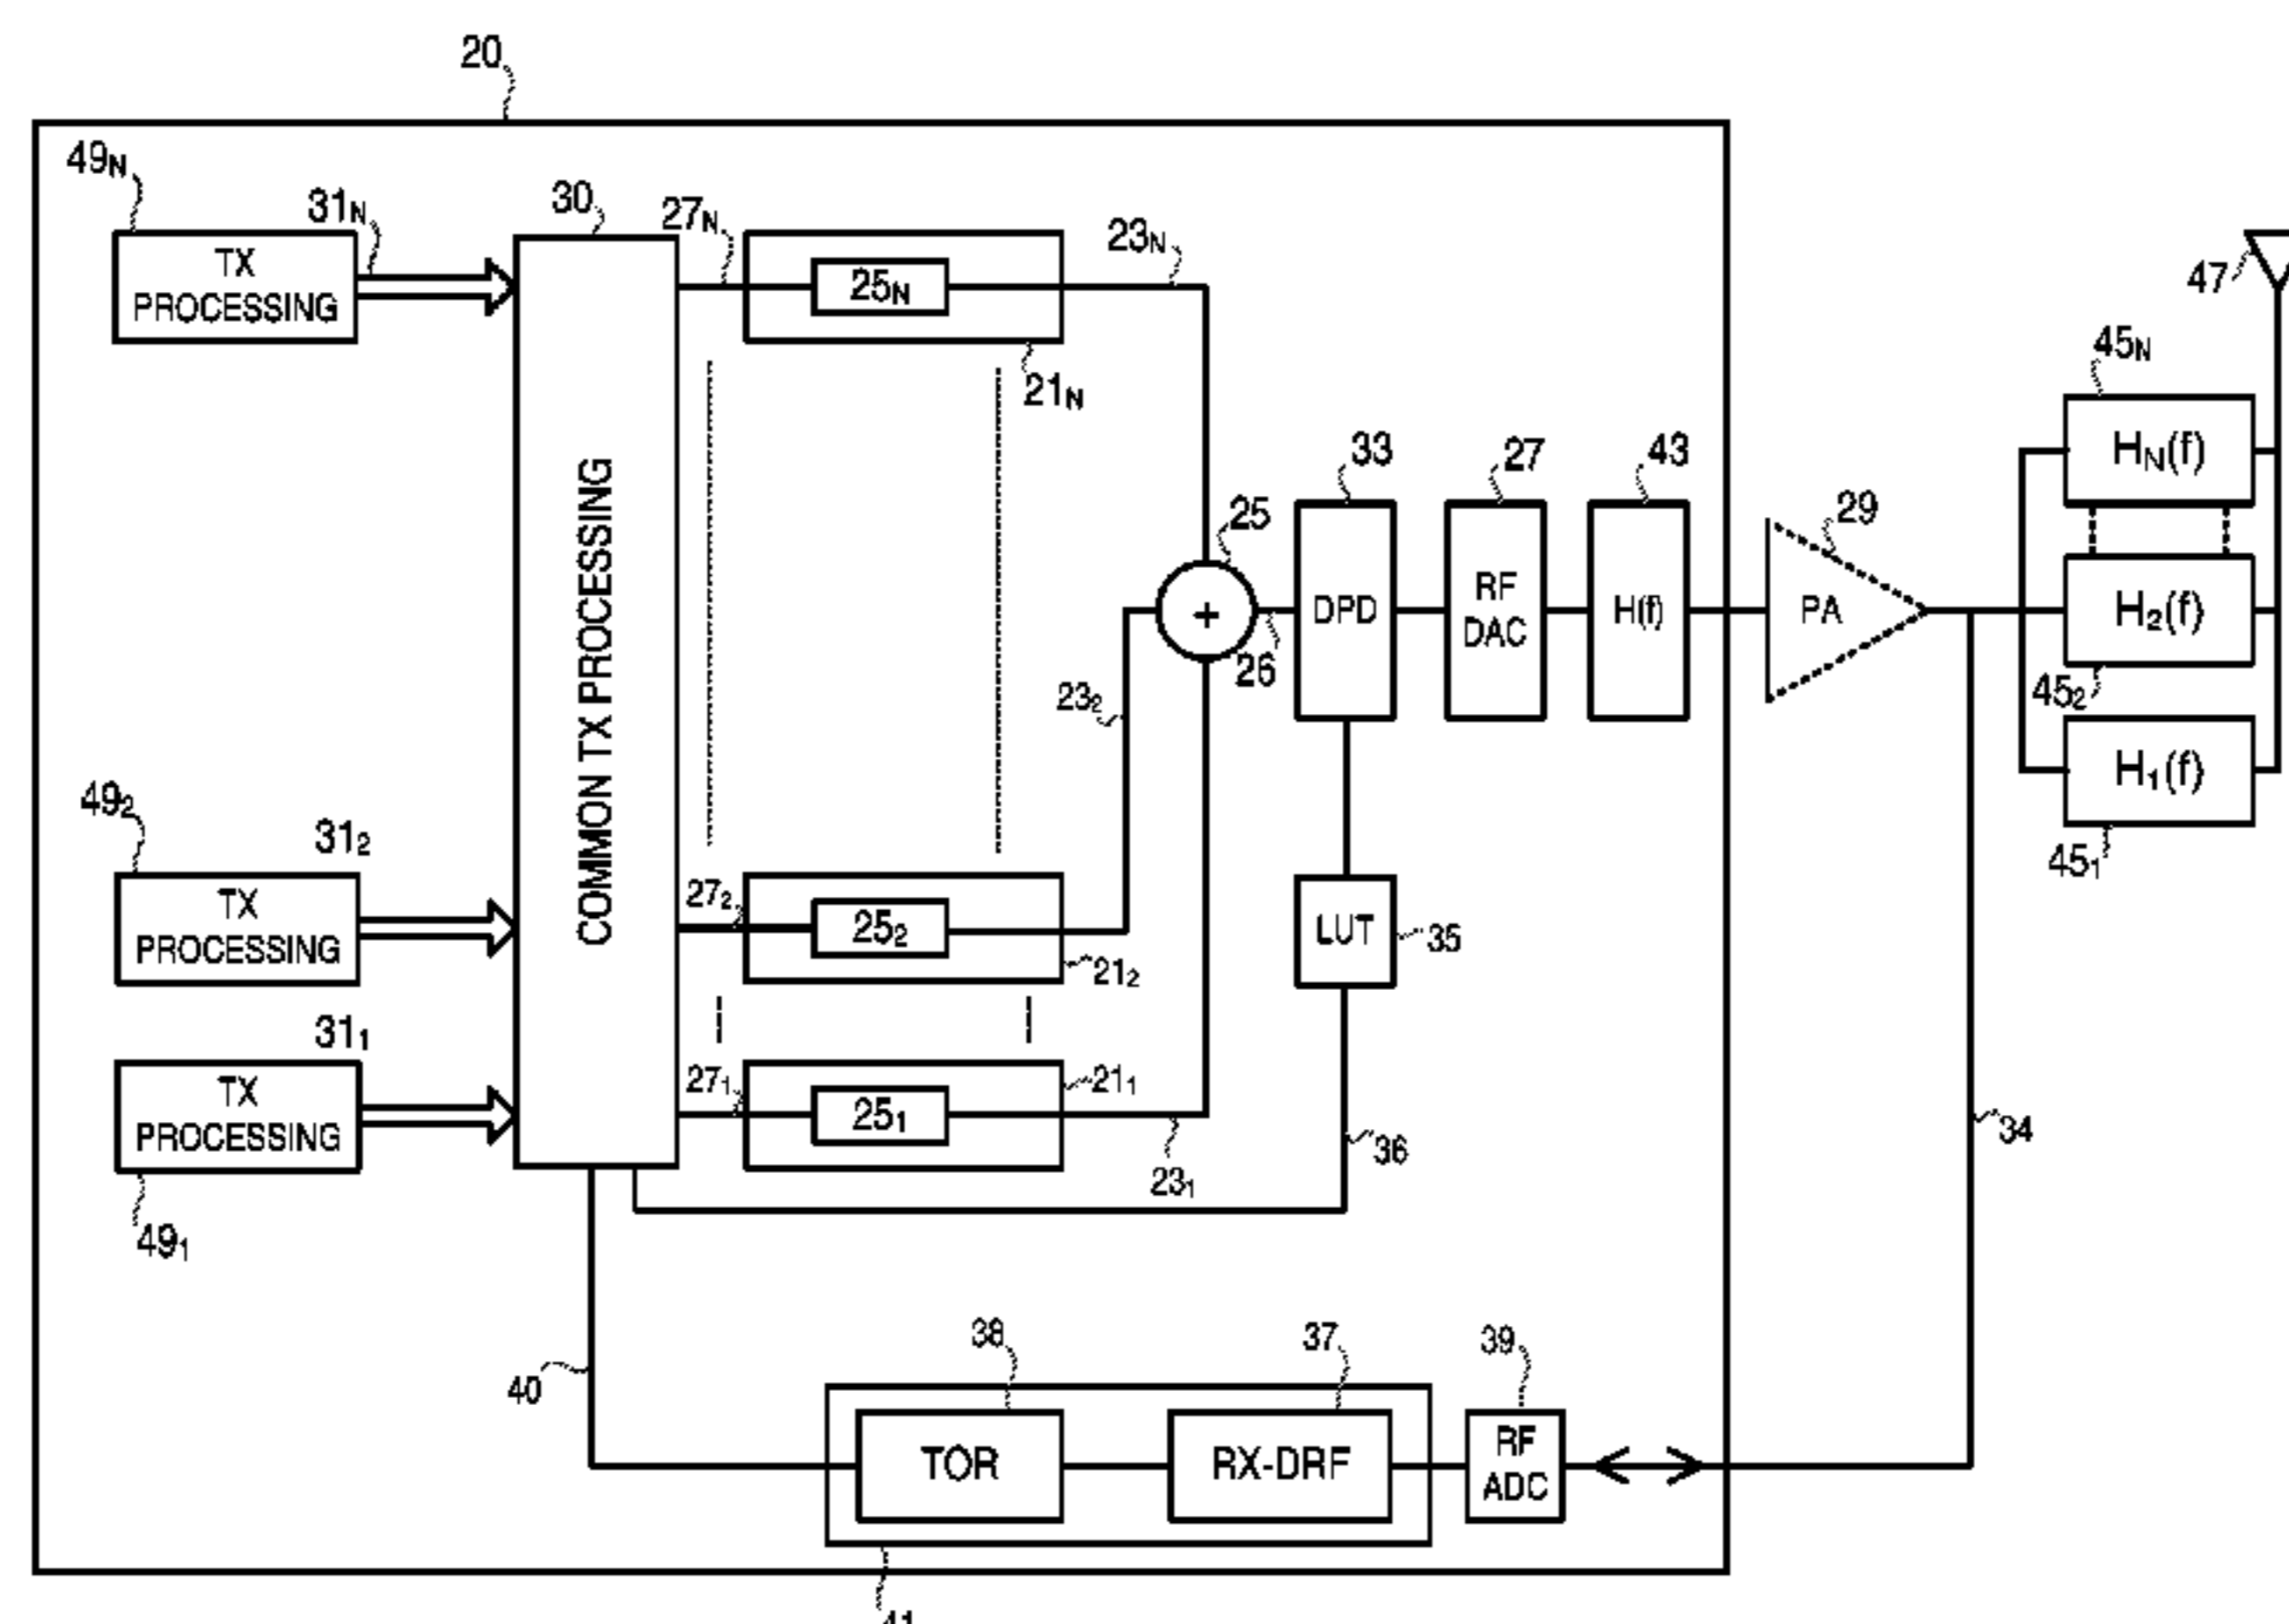 20
49N
31N
30
27N
23N
TX
PROCESSING
25N
21N
47
45N
HN(f)
33
27
43
29
25
+
26
DPD
RF
DAC
H(f)
PA
H2(f)
452
H1(f)
451
COMMON TX PROCESSING
232
492
312
TX
PROCESSING
272
252
212
LUT
35
311
TX
PROCESSING
271
251
211
231
36
34
491
40
38
37
39
TOR
RX-DRF
RF
ADC
41